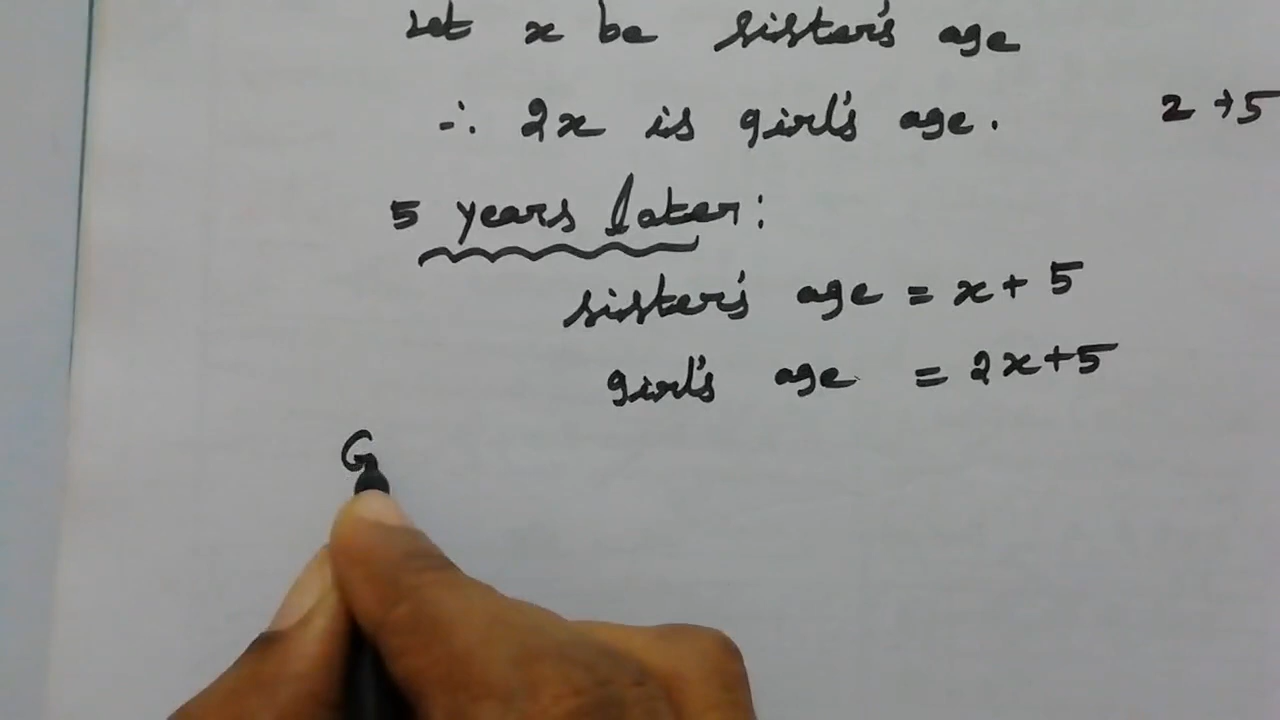 Let x be sister's age
∴ 2x is girl's age.
2 → 5
5 years later:
sister's age = x + 5
girl's age = 2x + 5
G